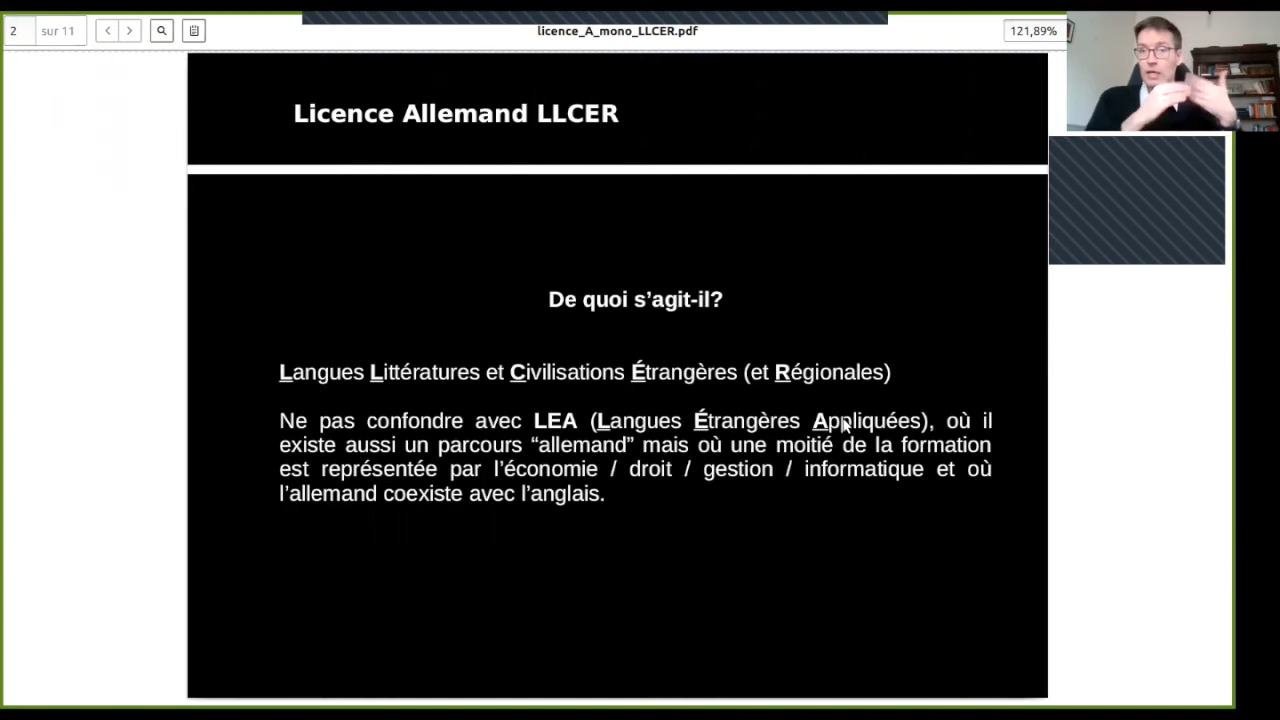 2 sur 11
licence_A_mono_LLCER.pdf
121,89%
Licence Allemand LLCER
De quoi s’agit-il?
Langues Littératures et Civilisations Étrangères (et Régionales)
Ne pas confondre avec LEA (Langues Étrangères Appliquées), où il
existe aussi un parcours “allemand” mais où une moitié de la formation
est représentée par l’économie / droit / gestion / informatique et où
l’allemand coexiste avec l’anglais.